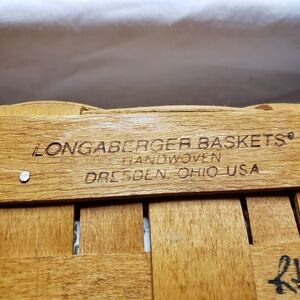 LONGABERGER BASKETS®
HANDWOVEN
DRESDEN, OHIO USA